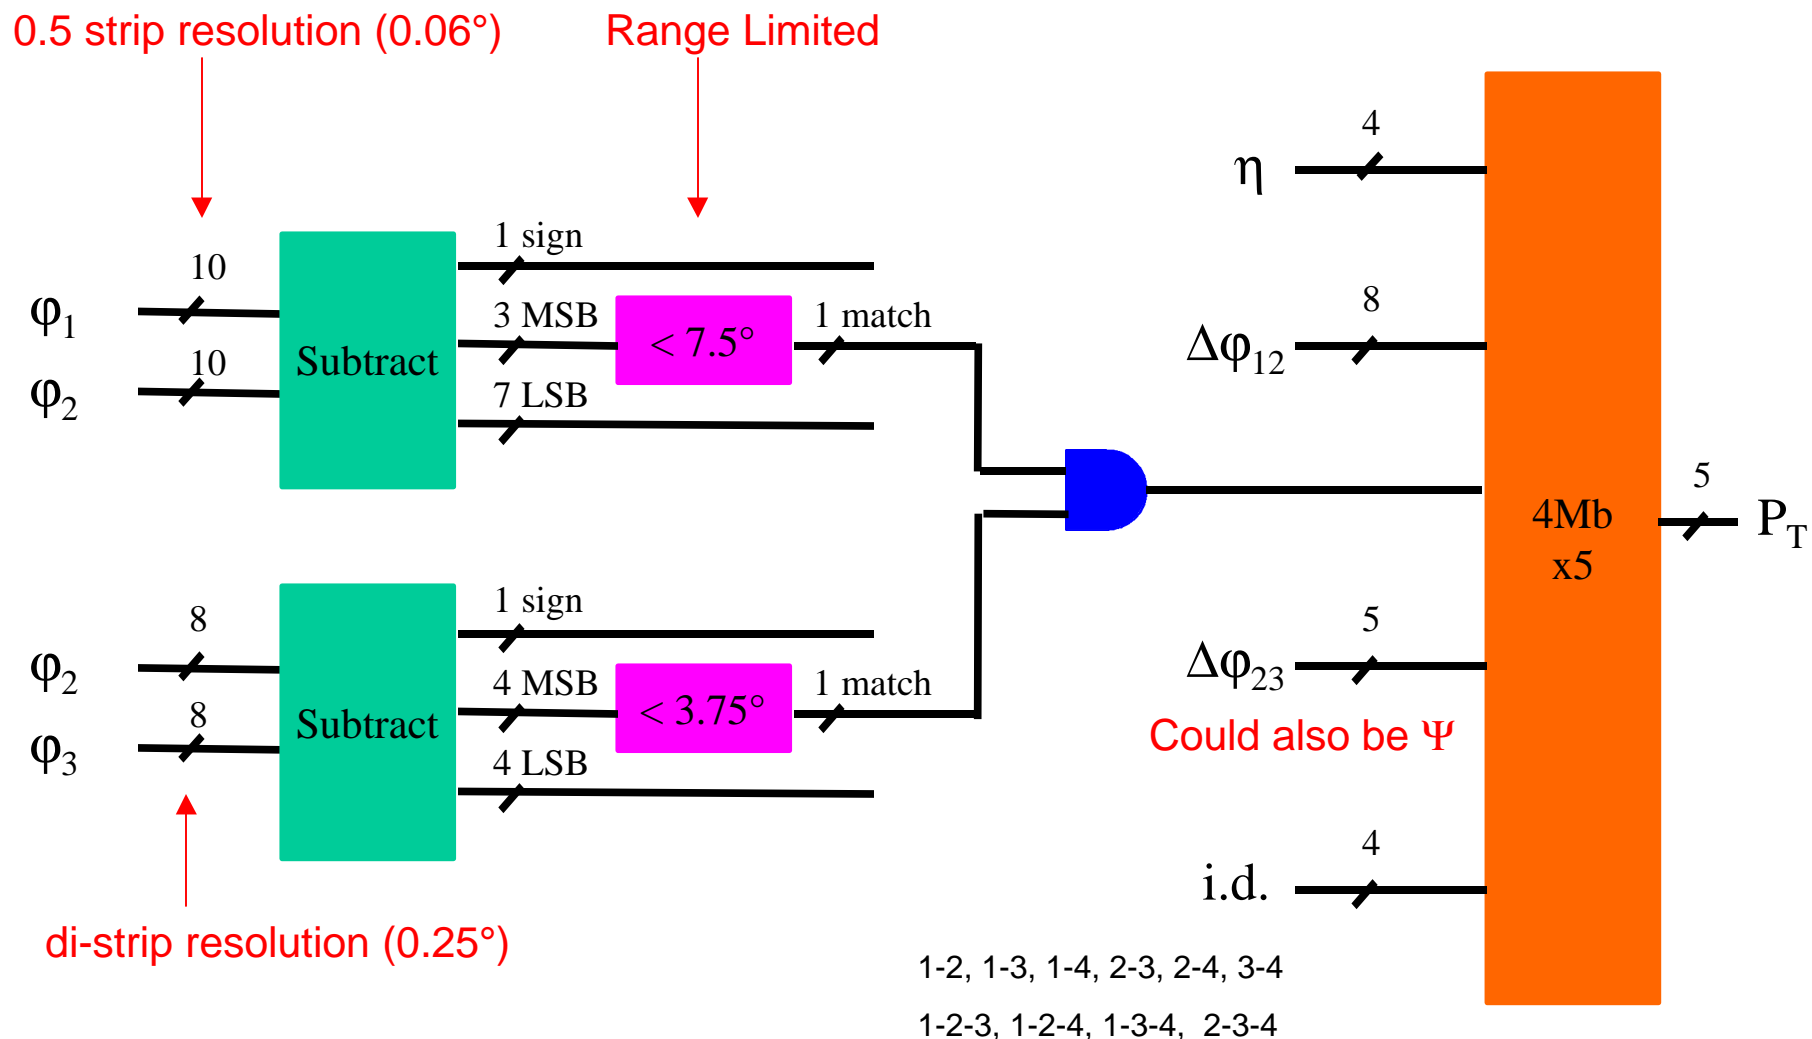 0.5 strip resolution (0.06°)
Range Limited
10
φ1
10
φ2
Subtract
1 sign
3 MSB
< 7.5°
1 match
7 LSB
8
φ2
8
φ3
Subtract
1 sign
4 MSB
< 3.75°
1 match
4 LSB
di-strip resolution (0.25°)
4
η
8
Δφ12
5
Δφ23
Could also be Ψ
4
i.d.
4Mb
x5
5
PT
1-2, 1-3, 1-4, 2-3, 2-4, 3-4
1-2-3, 1-2-4, 1-3-4, 2-3-4